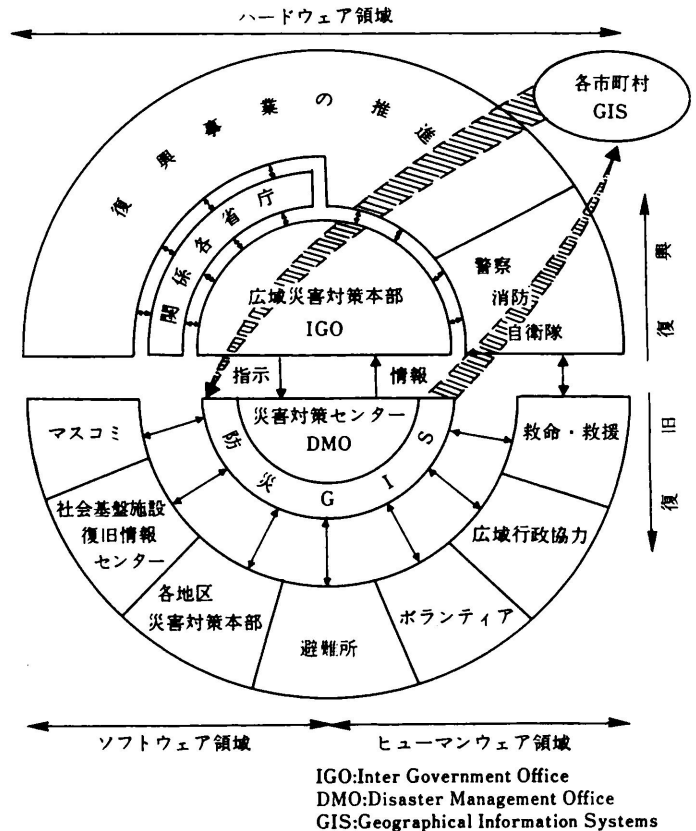 ハードウェア領域
各市町村
GIS
復興事業の推進
関係各省庁
警察
消防
自衛隊
広域災害対策本部
IGO
復興
指示
情報
災害対策センター
DMO
防災GIS
マスコミ
救命・救援
復旧
社会基盤施設
復旧情報
センター
広域行政協力
各地区
災害対策本部
ボランティア
避難所
ソフトウェア領域
ヒューマンウェア領域
IGO:Inter Government Office
DMO:Disaster Management Office
GIS:Geographical Information Systems